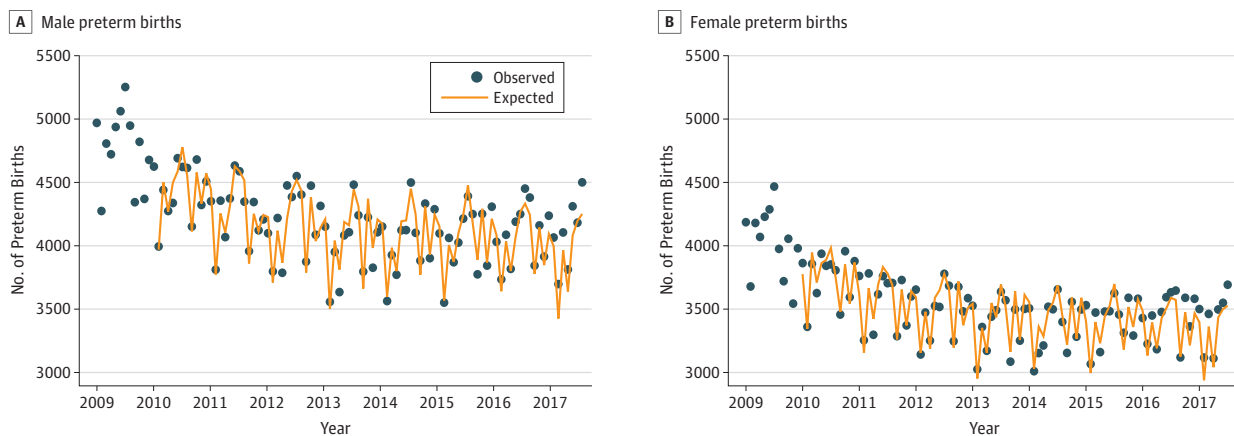 A Male preterm births
5500
5000
4500
4000
3500
3000
No. of Preterm Births
Observed
Expected
2009 2010 2011 2012 2013 2014 2015 2016 2017
Year
B Female preterm births
5500
5000
4500
4000
3500
3000
No. of Preterm Births
2009 2010 2011 2012 2013 2014 2015 2016 2017
Year